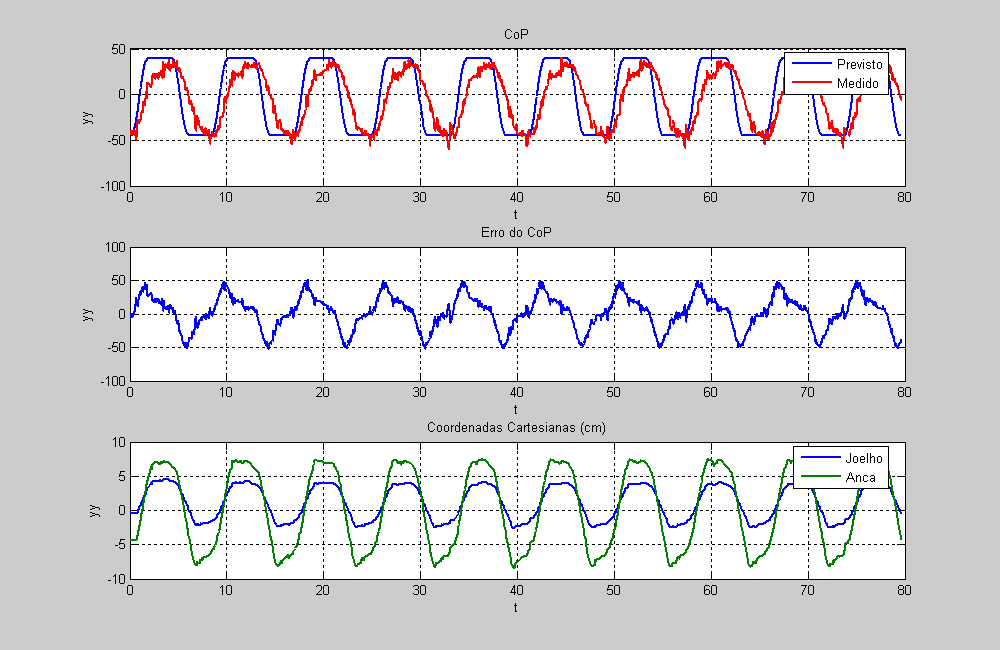 CoP
50
0
-50
-100
yy
Previsto
Medido
0 10 20 30 40 50 60 70 80
t
Erro do CoP
100
50
0
-50
-100
yy
0 10 20 30 40 50 60 70 80
t
Coordenadas Cartesianas (cm)
10
5
0
-5
-10
yy
Joelho
Anca
0 10 20 30 40 50 60 70 80
t